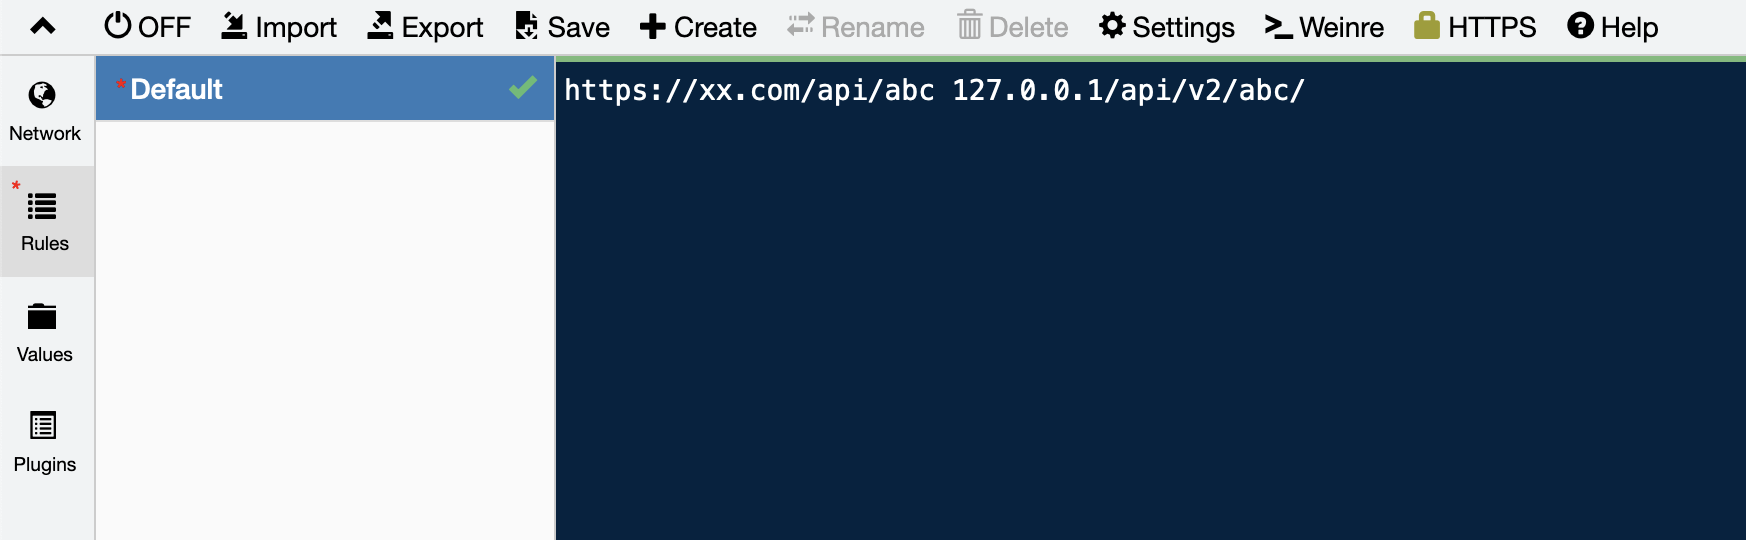 OFF Import Export Save Create Rename Delete Settings Weinre HTTPS Help
Network
* Rules
Values
Plugins
* Default
https://xx.com/api/abc 127.0.0.1/api/v2/abc/